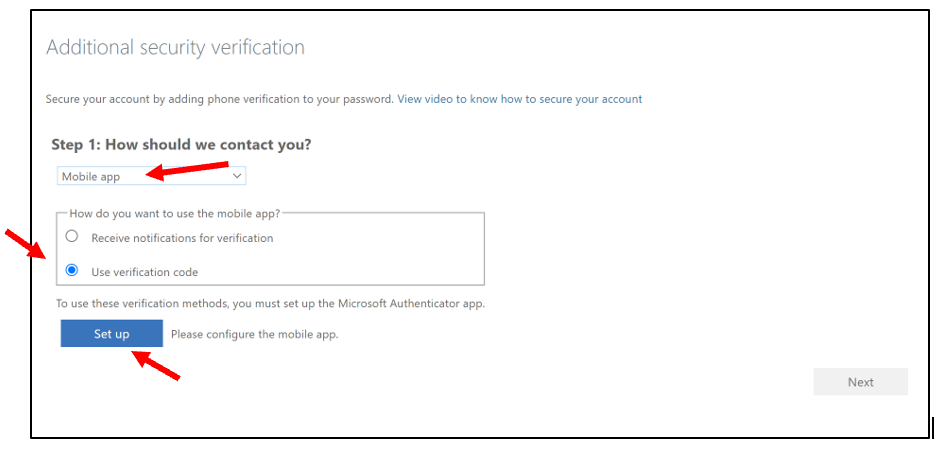 Additional security verification
Secure your account by adding phone verification to your password. View video to know how to secure your account
Step 1: How should we contact you?
Mobile app
How do you want to use the mobile app?
Receive notifications for verification
Use verification code
To use these verification methods, you must set up the Microsoft Authenticator app.
Set up Please configure the mobile app.
Next